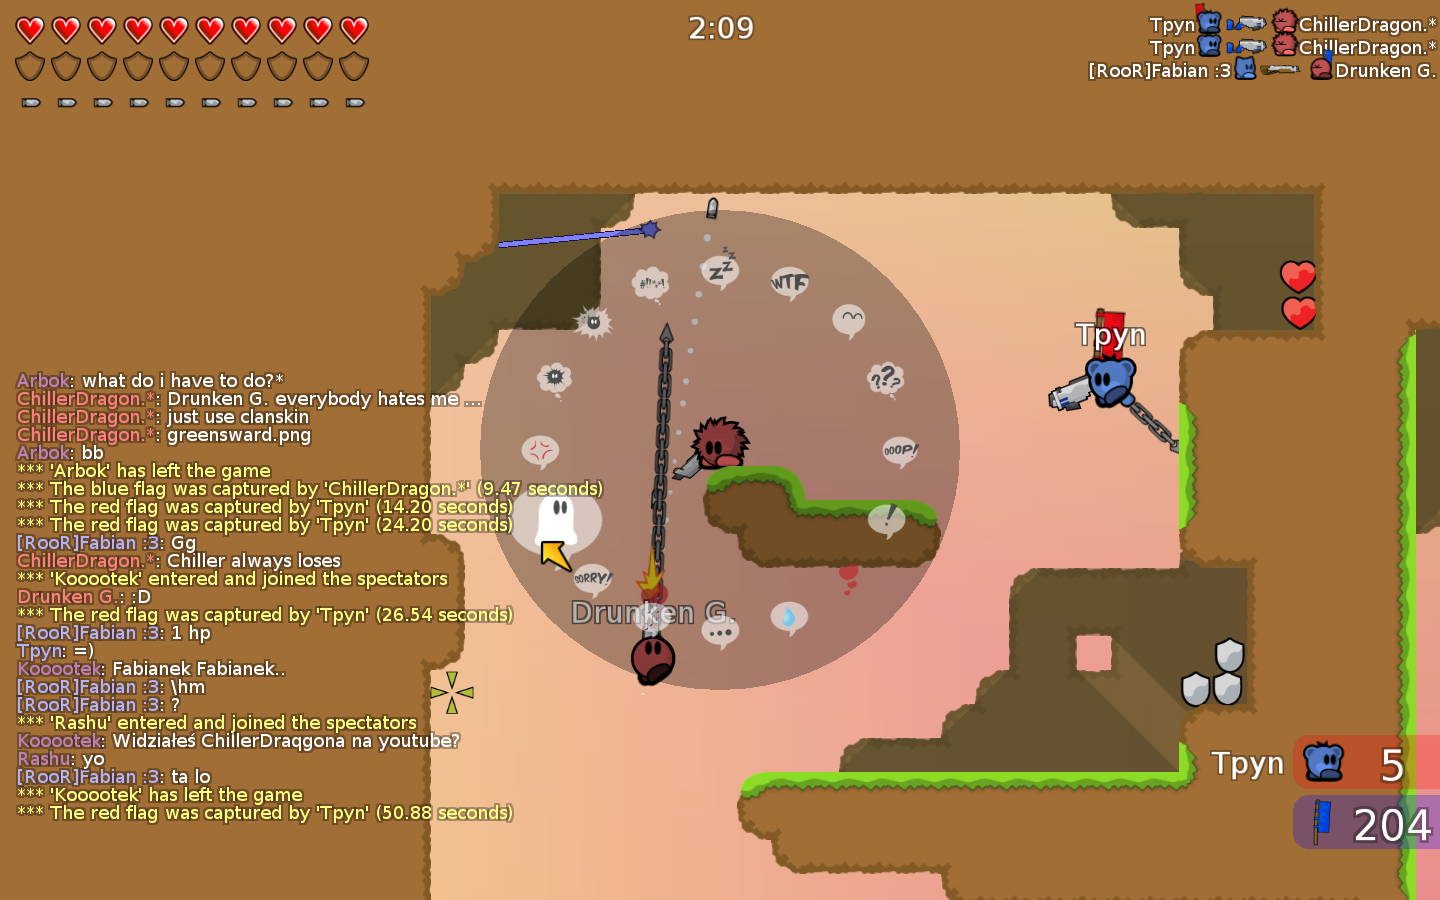 2:09
Tpyn ChillerDragon.*
Tpyn ChillerDragon.*
[RooR]Fabian :3 Drunken G.
#!!*!
zzZZ
WTF
???
OOOP!
!
SORRY!
...
Tpyn
Drunken G.
Arbok: what do i have to do?*
ChillerDragon.*: Drunken G. everybody hates me ...
ChillerDragon.*: just use clanskin
ChillerDragon.*: greensward.png
Arbok: bb
*** 'Arbok' has left the game
*** The blue flag was captured by 'ChillerDragon.*' (9.47 seconds)
*** The red flag was captured by 'Tpyn' (14.20 seconds)
*** The red flag was captured by 'Tpyn' (24.20 seconds)
[RooR]Fabian :3: Gg
ChillerDragon.*: Chiller always loses
*** 'Kooootek' entered and joined the spectators
Drunken G.: :D
*** The red flag was captured by 'Tpyn' (26.54 seconds)
[RooR]Fabian :3: 1 hp
Tpyn: =)
Kooootek: Fabianek Fabianek..
[RooR]Fabian :3: \hm
[RooR]Fabian :3: ?
*** 'Rashu' entered and joined the spectators
Kooootek: Widziałeś ChillerDraqgona na youtube?
Rashu: yo
[RooR]Fabian :3: ta lo
*** 'Kooootek' has left the game
*** The red flag was captured by 'Tpyn' (50.88 seconds)
Tpyn 5
204